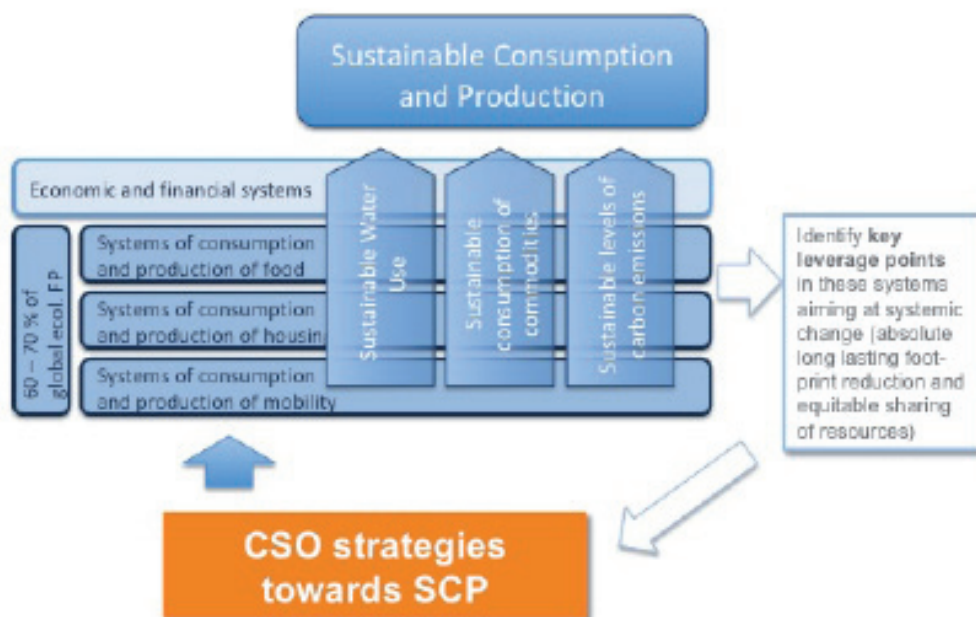 Sustainable Consumption
and Production
Economic and financial systems
60 – 70 % of
global ecol. FP
Systems of consumption
and production of food
Systems of consumption
and production of housing
Systems of consumption
and production of mobility
Sustainable Water
Use
Sustainable
consumption of
commodities
Sustainable levels of
carbon emissions
Identify key
leverage points
in these systems
aiming at systemic
change (absolute
long lasting foot-
print reduction and
equitable sharing
of resources)
CSO strategies
towards SCP